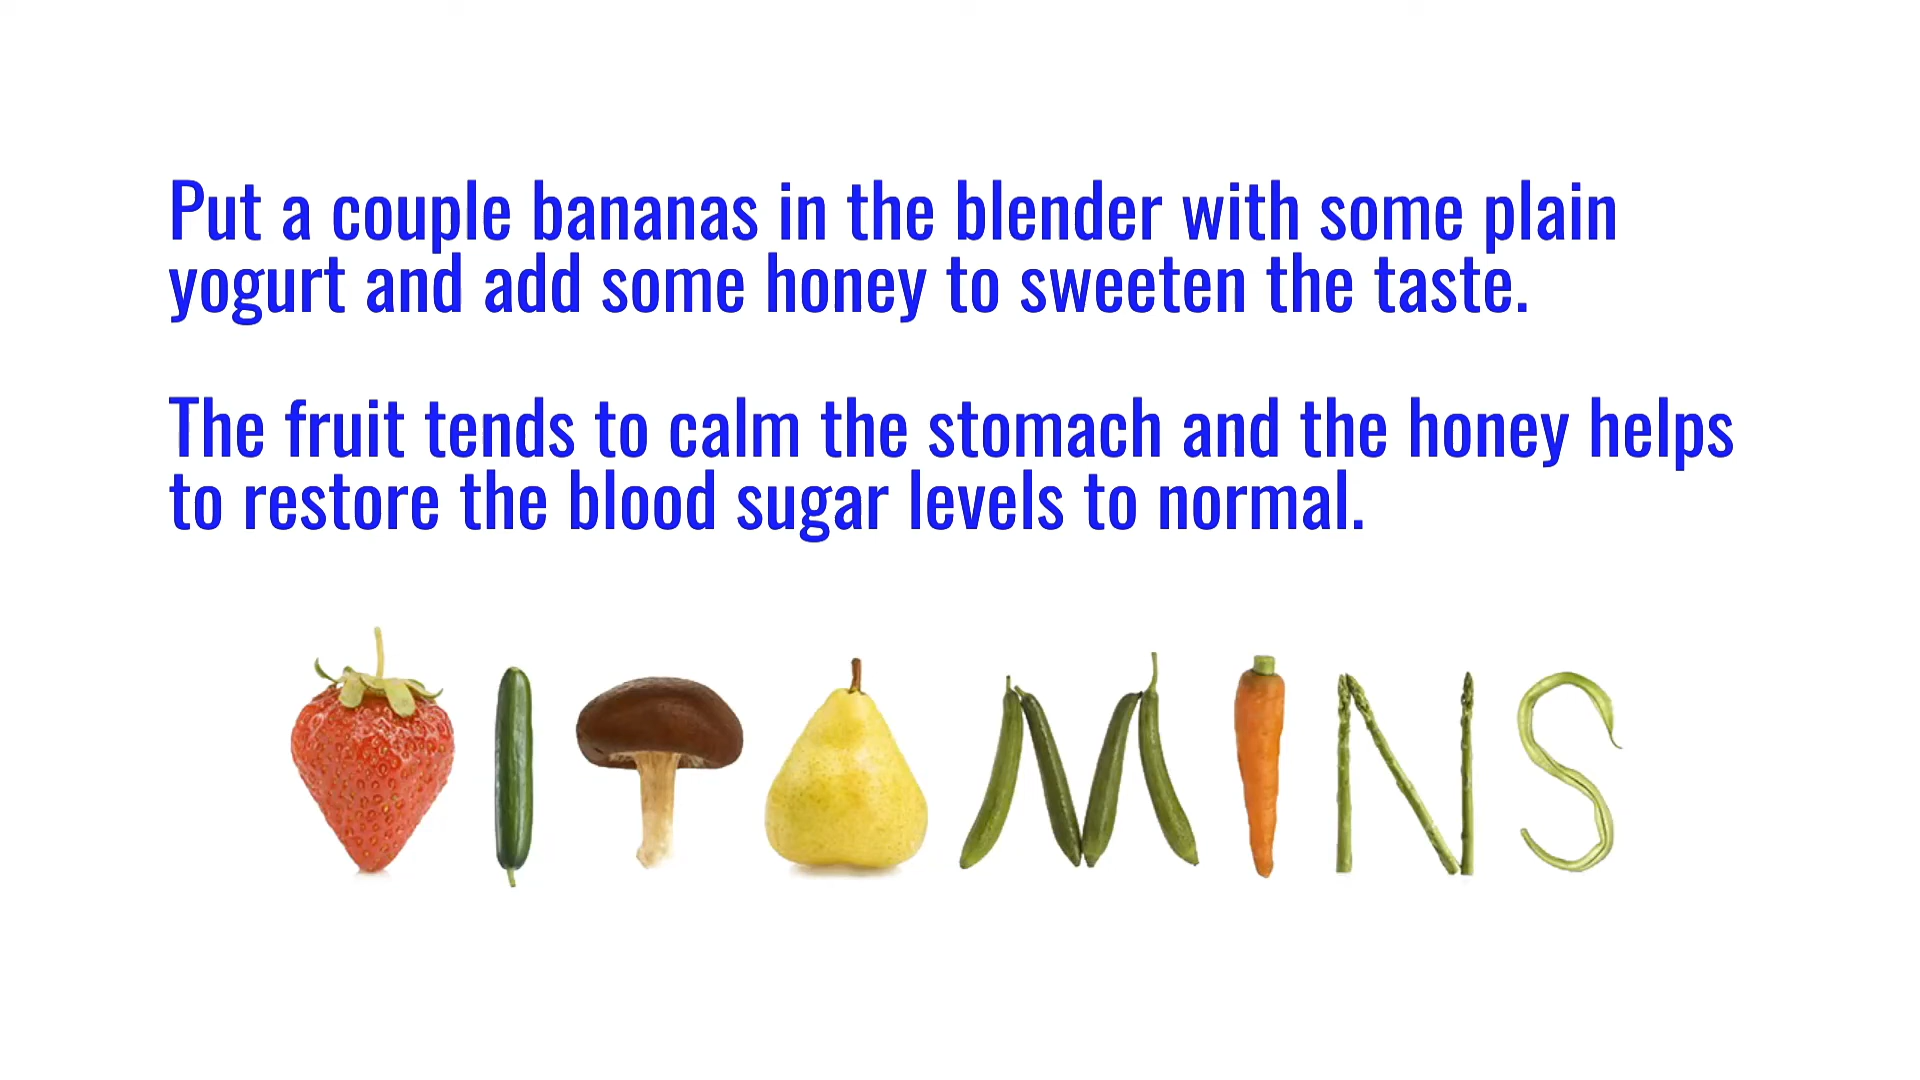 Put a couple bananas in the blender with some plain
yogurt and add some honey to sweeten the taste.
The fruit tends to calm the stomach and the honey helps
to restore the blood sugar levels to normal.
VITAMINS